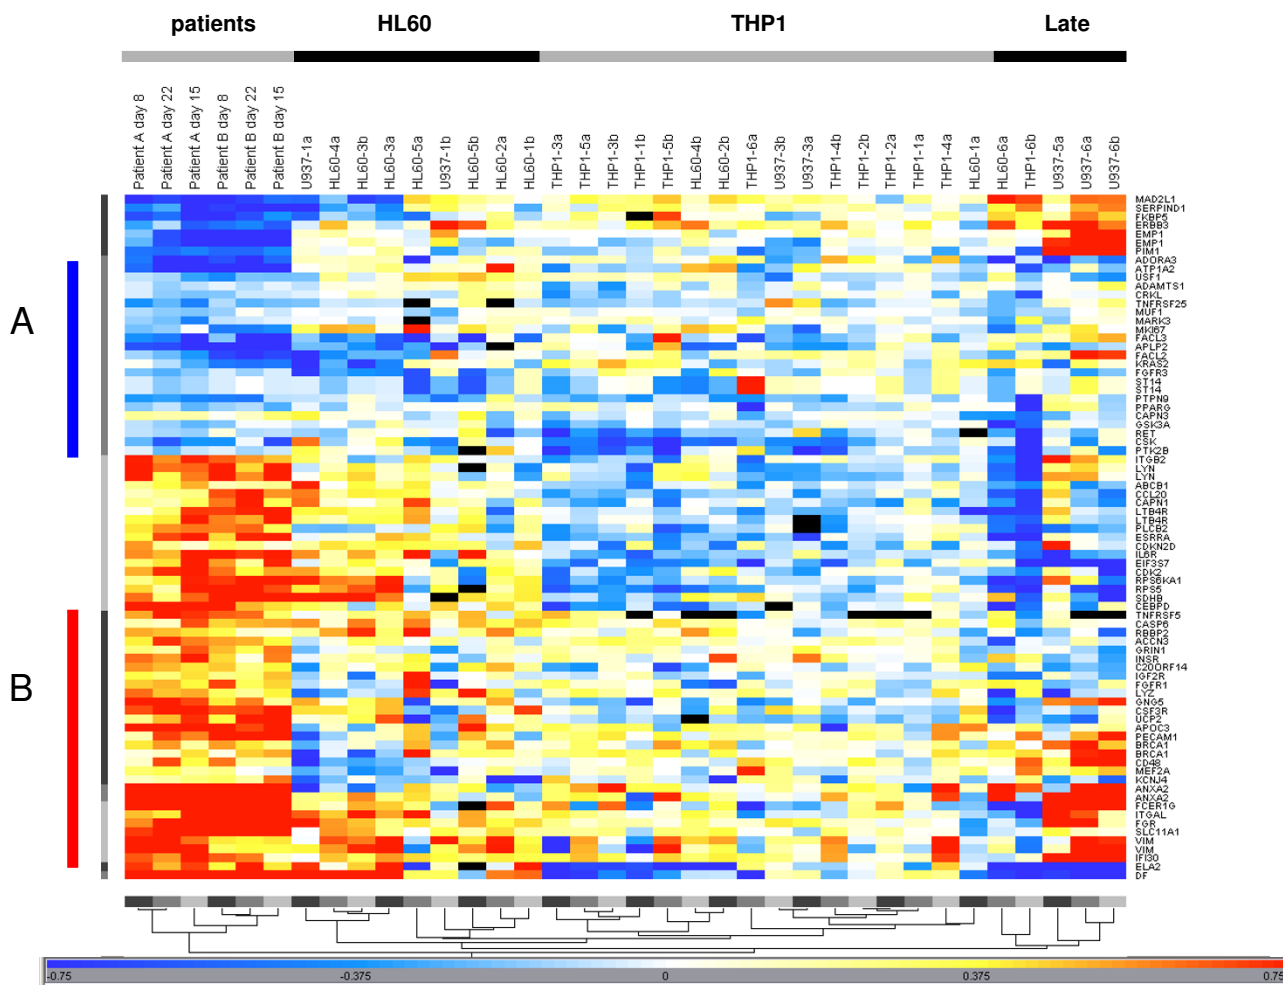 patients HL60 THP1 Late
Patient A day 8
Patient A day 22
Patient A day 15
Patient B day 8
Patient B day 22
Patient B day 15
U937-1a
HL60-4a
HL60-3b
HL60-3a
HL60-5a
U937-1b
HL60-5b
HL60-2a
HL60-1b
THP1-3a
THP1-5a
THP1-3b
THP1-1b
THP1-5b
HL60-4b
HL60-2b
THP1-6a
U937-3b
U937-3a
THP1-4b
THP1-2b
THP1-2a
THP1-1a
THP1-4a
HL60-1a
HL60-6a
THP1-6b
U937-5a
U937-6a
U937-6b
MAD2L1
SERPIND1
FKBP5
ERBB3
EMP1
EMP1
PIM1
ADORA3
ATP1A2
USF1
ADAMTS1
CRKL
TNFRSF25
MUF1
MARK3
MKI67
FACL3
APLP2
FACL2
KRAS2
FGFR3
ST14
ST14
PTPN9
PPARG
CAPN3
GSK3A
RET
CSK
PTK2B
ITGB2
LYN
LYN
ABCB1
CCL20
CAPN1
LTB4R
LTB4R
PLCB2
ESRRA
CDKN2D
IL6R
EIF3S7
CDK2
RPS6KA1
RPS5
SDHB
CEBPD
TNFRSF5
CASP6
RBBP2
ACCN3
GRIN1
INSR
C20ORF14
IGF2R
FGFR1
LYZ
GNG5
CSF3R
UCP2
APOC3
PECAM1
BRCA1
BRCA1
CD48
MEF2A
KCNJ4
ANXA2
ANXA2
FCER1G
ITGAL
FGR
SLC11A1
VIM
VIM
IFI30
ELA2
DF
A
B
-0.75 -0.375 0 0.375 0.75